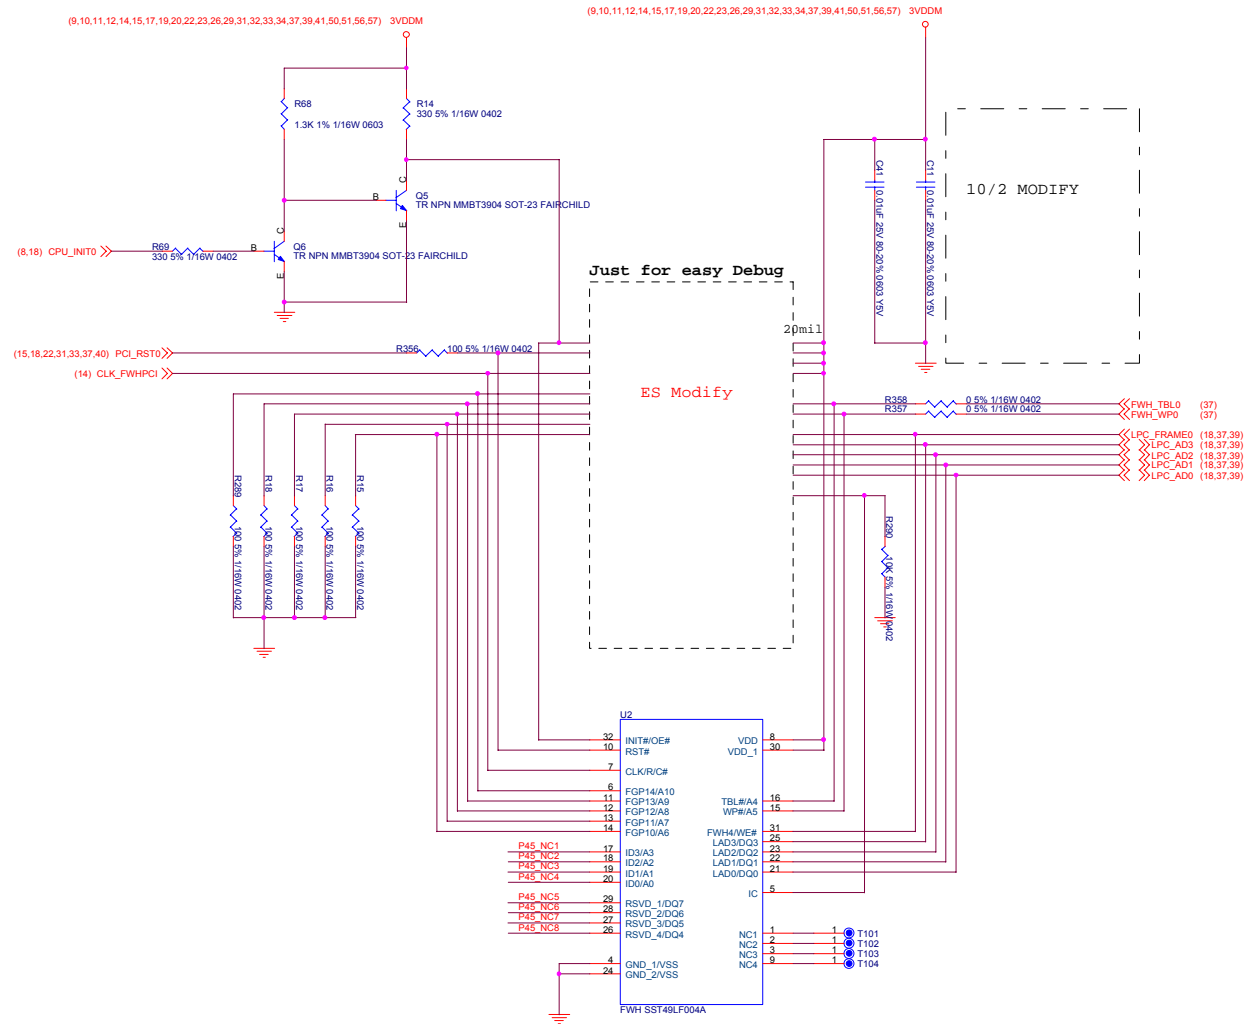 (9,10,11,12,14,15,17,19,20,22,23,26,29,31,32,33,34,37,39,41,50,51,56,57) 3VDDM
(9,10,11,12,14,15,17,19,20,22,23,26,29,31,32,33,34,37,39,41,50,51,56,57) 3VDDM
R68
1.3K 1% 1/16W 0603
R14
330 5% 1/16W 0402
C41
0.01uF 25V 80-20% 0603 Y5V
C11
0.01uF 25V 80-20% 0603 Y5V
10/2 MODIFY
C
B
E
Q5
TR NPN MMBT3904 SOT-23 FAIRCHILD
(8,18) CPU_INIT0
R69
330 5% 1/16W 0402
C
B
E
Q6
TR NPN MMBT3904 SOT-23 FAIRCHILD
Just for easy Debug
20mil
(15,18,22,31,33,37,40) PCI_RST0
R356
100 5% 1/16W 0402
(14) CLK_FWHPCI
ES Modify
R358
0 5% 1/16W 0402
FWH_TBL0 (37)
R357
0 5% 1/16W 0402
FWH_WP0 (37)
LPC_FRAME0 (18,37,39)
LPC_AD3 (18,37,39)
LPC_AD2 (18,37,39)
LPC_AD1 (18,37,39)
LPC_AD0 (18,37,39)
R289
100 5% 1/16W 0402
R18
100 5% 1/16W 0402
R17
100 5% 1/16W 0402
R16
100 5% 1/16W 0402
R15
100 5% 1/16W 0402
R290
10K 5% 1/16W 0402
U2
32 INIT#/OE#
10 RST#
7 CLK/R/C#
6 FGP14/A10
11 FGP13/A9
12 FGP12/A8
13 FGP11/A7
14 FGP10/A6
P45_NC1 17 ID3/A3
P45_NC2 18 ID2/A2
P45_NC3 19 ID1/A1
P45_NC4 20 ID0/A0
P45_NC5 29 RSVD_1/DQ7
P45_NC6 28 RSVD_2/DQ6
P45_NC7 27 RSVD_3/DQ5
P45_NC8 26 RSVD_4/DQ4
4 GND_1/VSS
24 GND_2/VSS
VDD 8
VDD_1 30
TBL#/A4 16
WP#/A5 15
FWH4/WE# 31
LAD3/DQ3 25
LAD2/DQ2 23
LAD1/DQ1 22
LAD0/DQ0 21
IC 5
NC1 1 1 T101
NC2 2 1 T102
NC3 3 1 T103
NC4 9 1 T104
FWH SST49LF004A